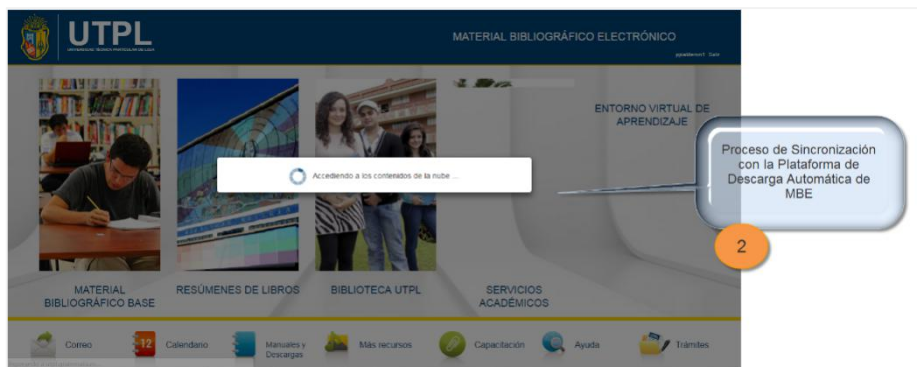 UTPL
MATERIAL BIBLIOGRÁFICO ELECTRÓNICO
Salir
ENTORNO VIRTUAL DE
APRENDIZAJE
Accediendo a los contenidos de la nube ...
Proceso de Sincronización
con la Plataforma de
Descarga Automática de
MBE
2
MATERIAL
BIBLIOGRÁFICO BASE
RESÚMENES DE LIBROS
BIBLIOTECA UTPL
SERVICIOS
ACADÉMICOS
Correo
12
Calendario
Manuales y
Descargas
Más recursos
Capacitación
Ayuda
Trámites